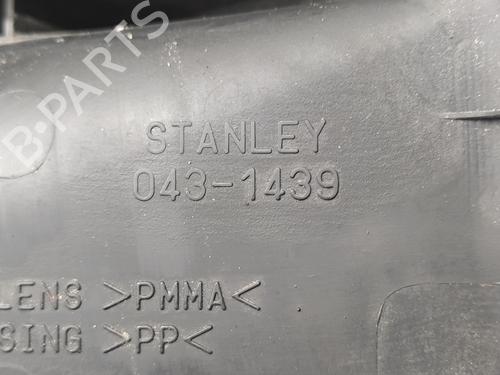 B-PARTS
STANLEY
043-1439
LENS >PMMA<
SING >PP<